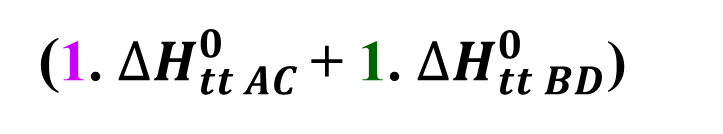 (1. ΔH⁰tt AC + 1. ΔH⁰tt BD)